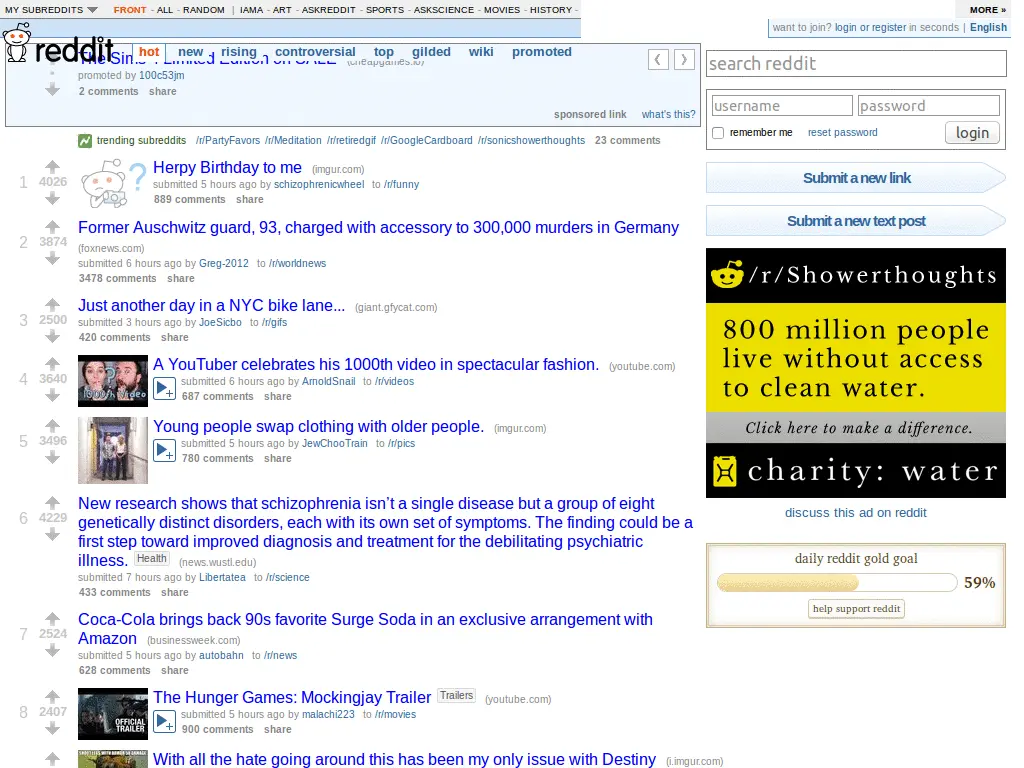 MY SUBREDDITS FRONT - ALL - RANDOM | IAMA - ART - ASKREDDIT - SPORTS - ASKSCIENCE - MOVIES - HISTORY - MORE »
want to join? login or register in seconds | English
reddit hot new rising controversial top gilded wiki promoted
The Sims 4 Limited Edition on SALE (cheapgames.io)
promoted by 100c53jm
2 comments share
sponsored link what's this?
search reddit
username password
remember me reset password login
trending subreddits /r/PartyFavors /r/Meditation /r/retiredgif /r/GoogleCardboard /r/sonicshowerthoughts 23 comments
1 4026 Herpy Birthday to me (imgur.com)
submitted 5 hours ago by schizophrenicwheel to /r/funny
889 comments share
2 3874 Former Auschwitz guard, 93, charged with accessory to 300,000 murders in Germany
(foxnews.com)
submitted 6 hours ago by Greg-2012 to /r/worldnews
3478 comments share
3 2500 Just another day in a NYC bike lane... (giant.gfycat.com)
submitted 3 hours ago by JoeSicbo to /r/gifs
420 comments share
4 3640 A YouTuber celebrates his 1000th video in spectacular fashion. (youtube.com)
submitted 6 hours ago by ArnoldSnail to /r/videos
687 comments share
1000th Video
5 3496 Young people swap clothing with older people. (imgur.com)
submitted 5 hours ago by JewChooTrain to /r/pics
780 comments share
6 4229 New research shows that schizophrenia isn't a single disease but a group of eight
genetically distinct disorders, each with its own set of symptoms. The finding could be a
first step toward improved diagnosis and treatment for the debilitating psychiatric
illness. Health (news.wustl.edu)
submitted 7 hours ago by Libertatea to /r/science
433 comments share
7 2524 Coca-Cola brings back 90s favorite Surge Soda in an exclusive arrangement with
Amazon (businessweek.com)
submitted 5 hours ago by autobahn to /r/news
628 comments share
8 2407 The Hunger Games: Mockingjay Trailer Trailers (youtube.com)
submitted 5 hours ago by malachi223 to /r/movies
900 comments share
OFFICIAL
TRAILER
With all the hate going around this has been my only issue with Destiny (i.imgur.com)
Submit a new link
Submit a new text post
/r/Showerthoughts
800 million people
live without access
to clean water.
Click here to make a difference.
charity: water
discuss this ad on reddit
daily reddit gold goal
59%
help support reddit